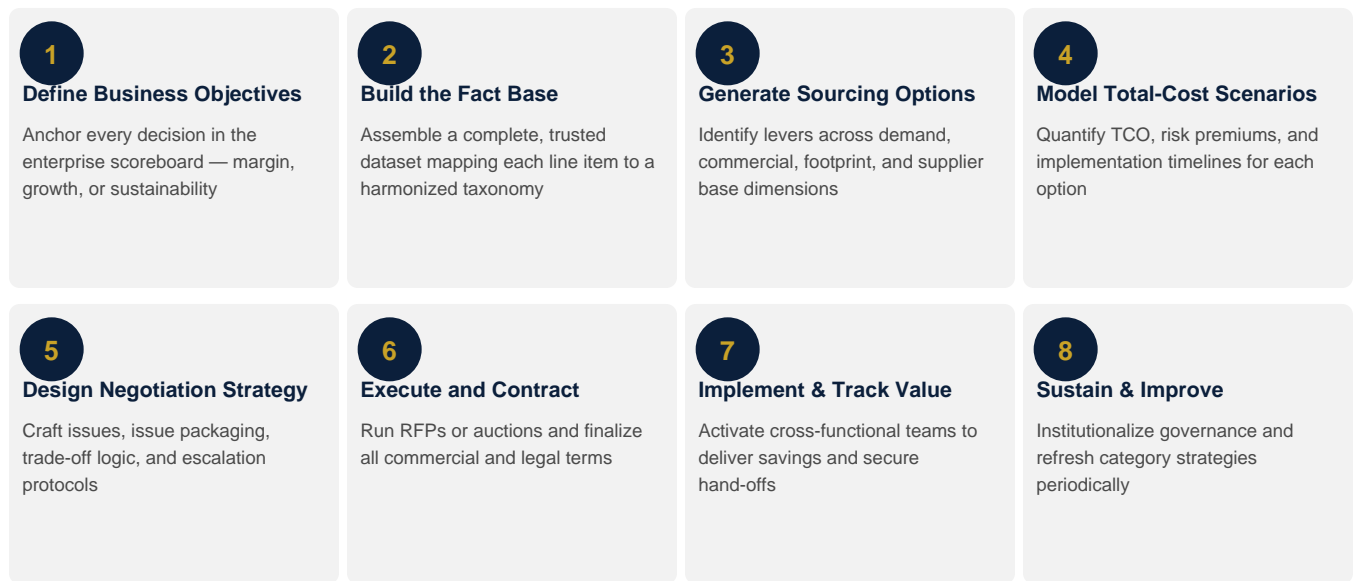 1
Define Business Objectives
Anchor every decision in the
enterprise scoreboard — margin,
growth, or sustainability
2
Build the Fact Base
Assemble a complete, trusted
dataset mapping each line item to a
harmonized taxonomy
3
Generate Sourcing Options
Identify levers across demand,
commercial, footprint, and supplier
base dimensions
4
Model Total-Cost Scenarios
Quantify TCO, risk premiums, and
implementation timelines for each
option
5
Design Negotiation Strategy
Craft issues, issue packaging,
trade-off logic, and escalation
protocols
6
Execute and Contract
Run RFPs or auctions and finalize
all commercial and legal terms
7
Implement & Track Value
Activate cross-functional teams to
deliver savings and secure
hand-offs
8
Sustain & Improve
Institutionalize governance and
refresh category strategies
periodically